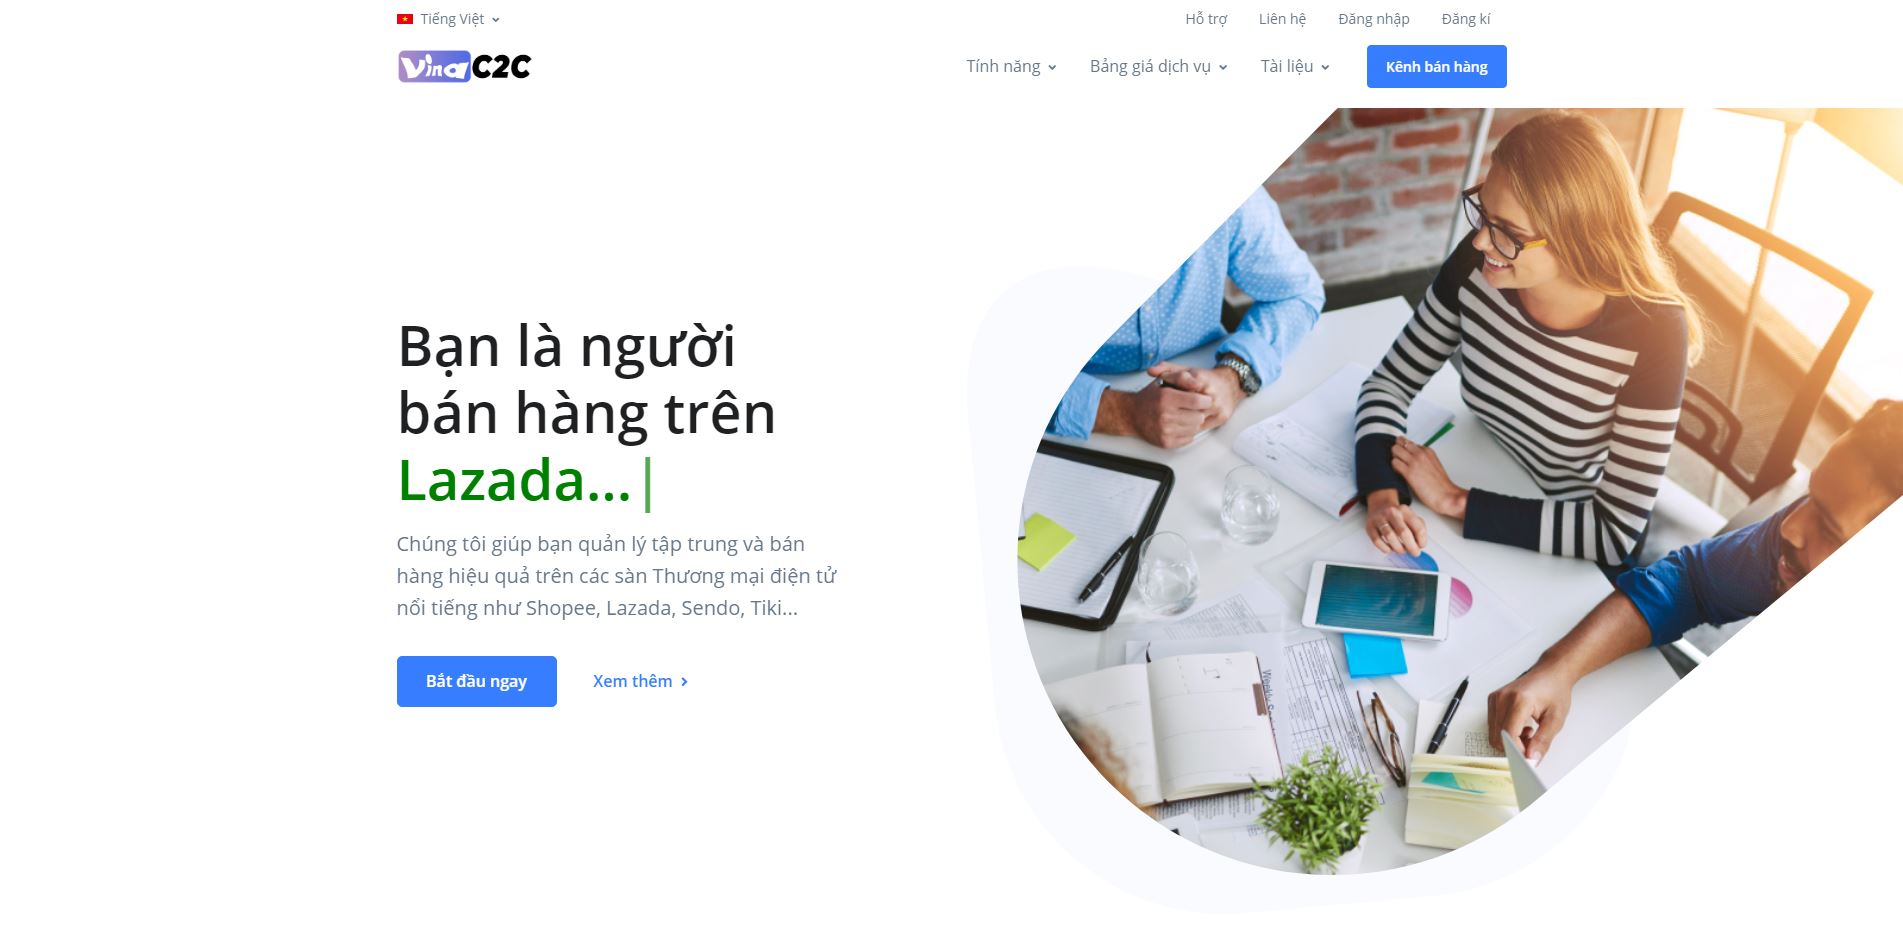 Tiếng Việt
Hỗ trợ
Liên hệ
Đăng nhập
Đăng kí
Vina C2C
Tính năng
Bảng giá dịch vụ
Tài liệu
Kênh bán hàng
Bạn là người
bán hàng trên
Lazada...|
Chúng tôi giúp bạn quản lý tập trung và bán
hàng hiệu quả trên các sàn Thương mại điện tử
nổi tiếng như Shopee, Lazada, Sendo, Tiki...
Bắt đầu ngay
Xem thêm